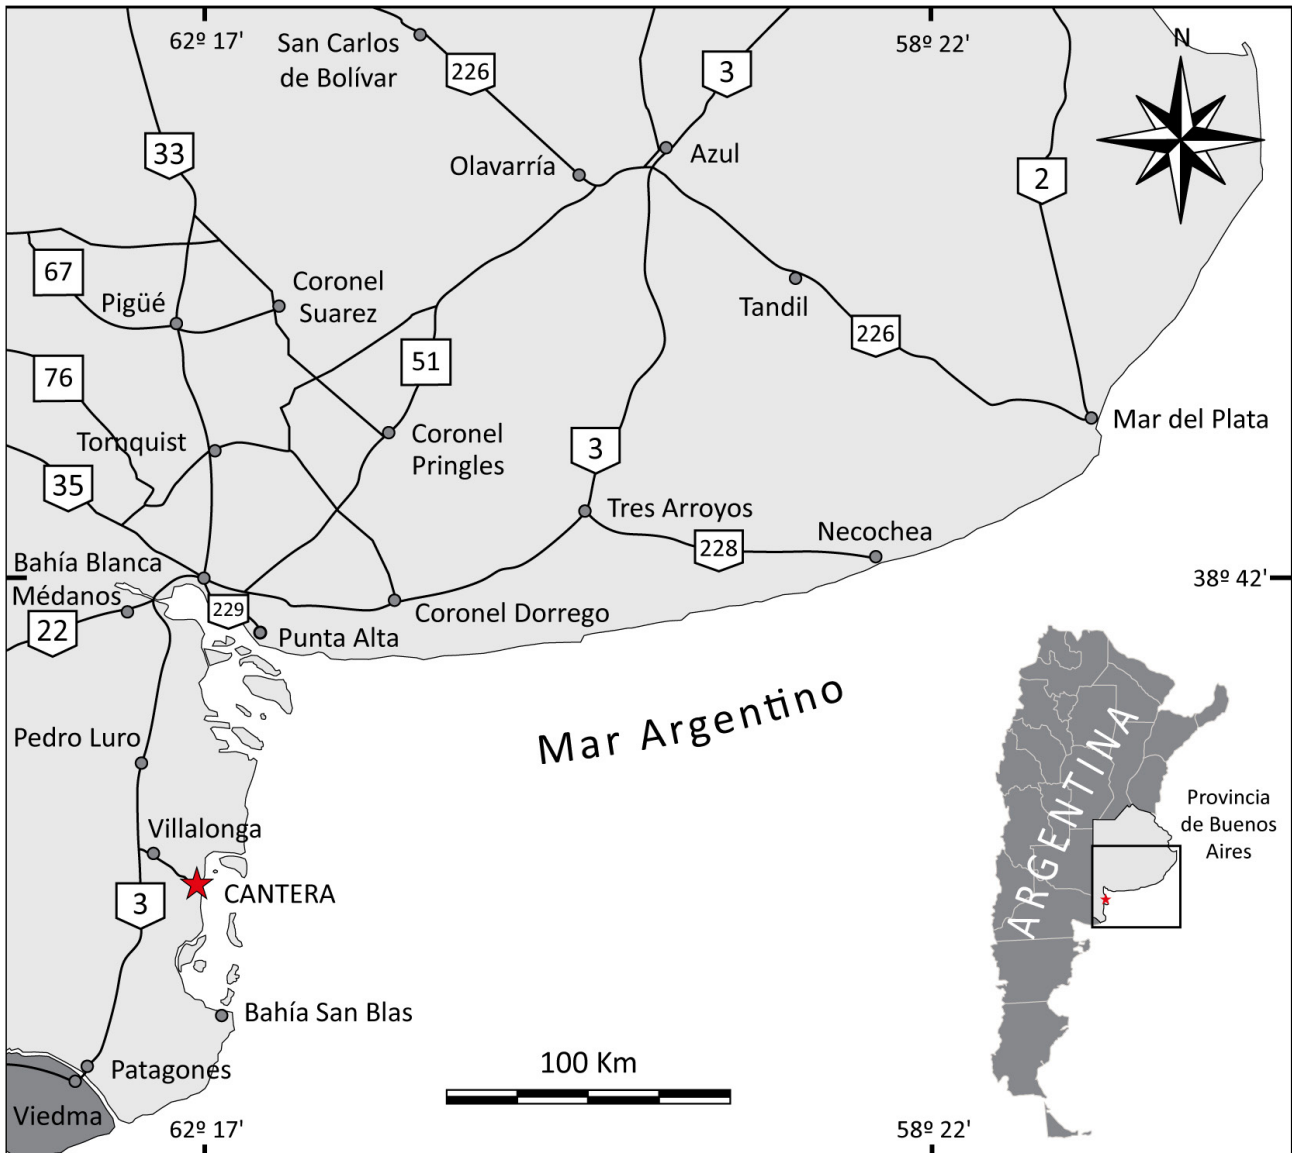 62º 17'
58º 22'
N
San Carlos
de Bolívar
226
3
33
Olavarría
Azul
2
67
Coronel
Suarez
Pigüé
Tandil
226
51
76
Mar del Plata
Tornquist
Coronel
Pringles
3
35
Tres Arroyos
Necochea
228
Bahía Blanca
38º 42'
Médanos
229
Coronel Dorrego
22
Punta Alta
Mar Argentino
Pedro Luro
ARGENTINA
Provincia
de Buenos
Aires
Villalonga
CANTERA
3
Bahía San Blas
100 Km
Patagones
Viedma
62º 17'
58º 22'